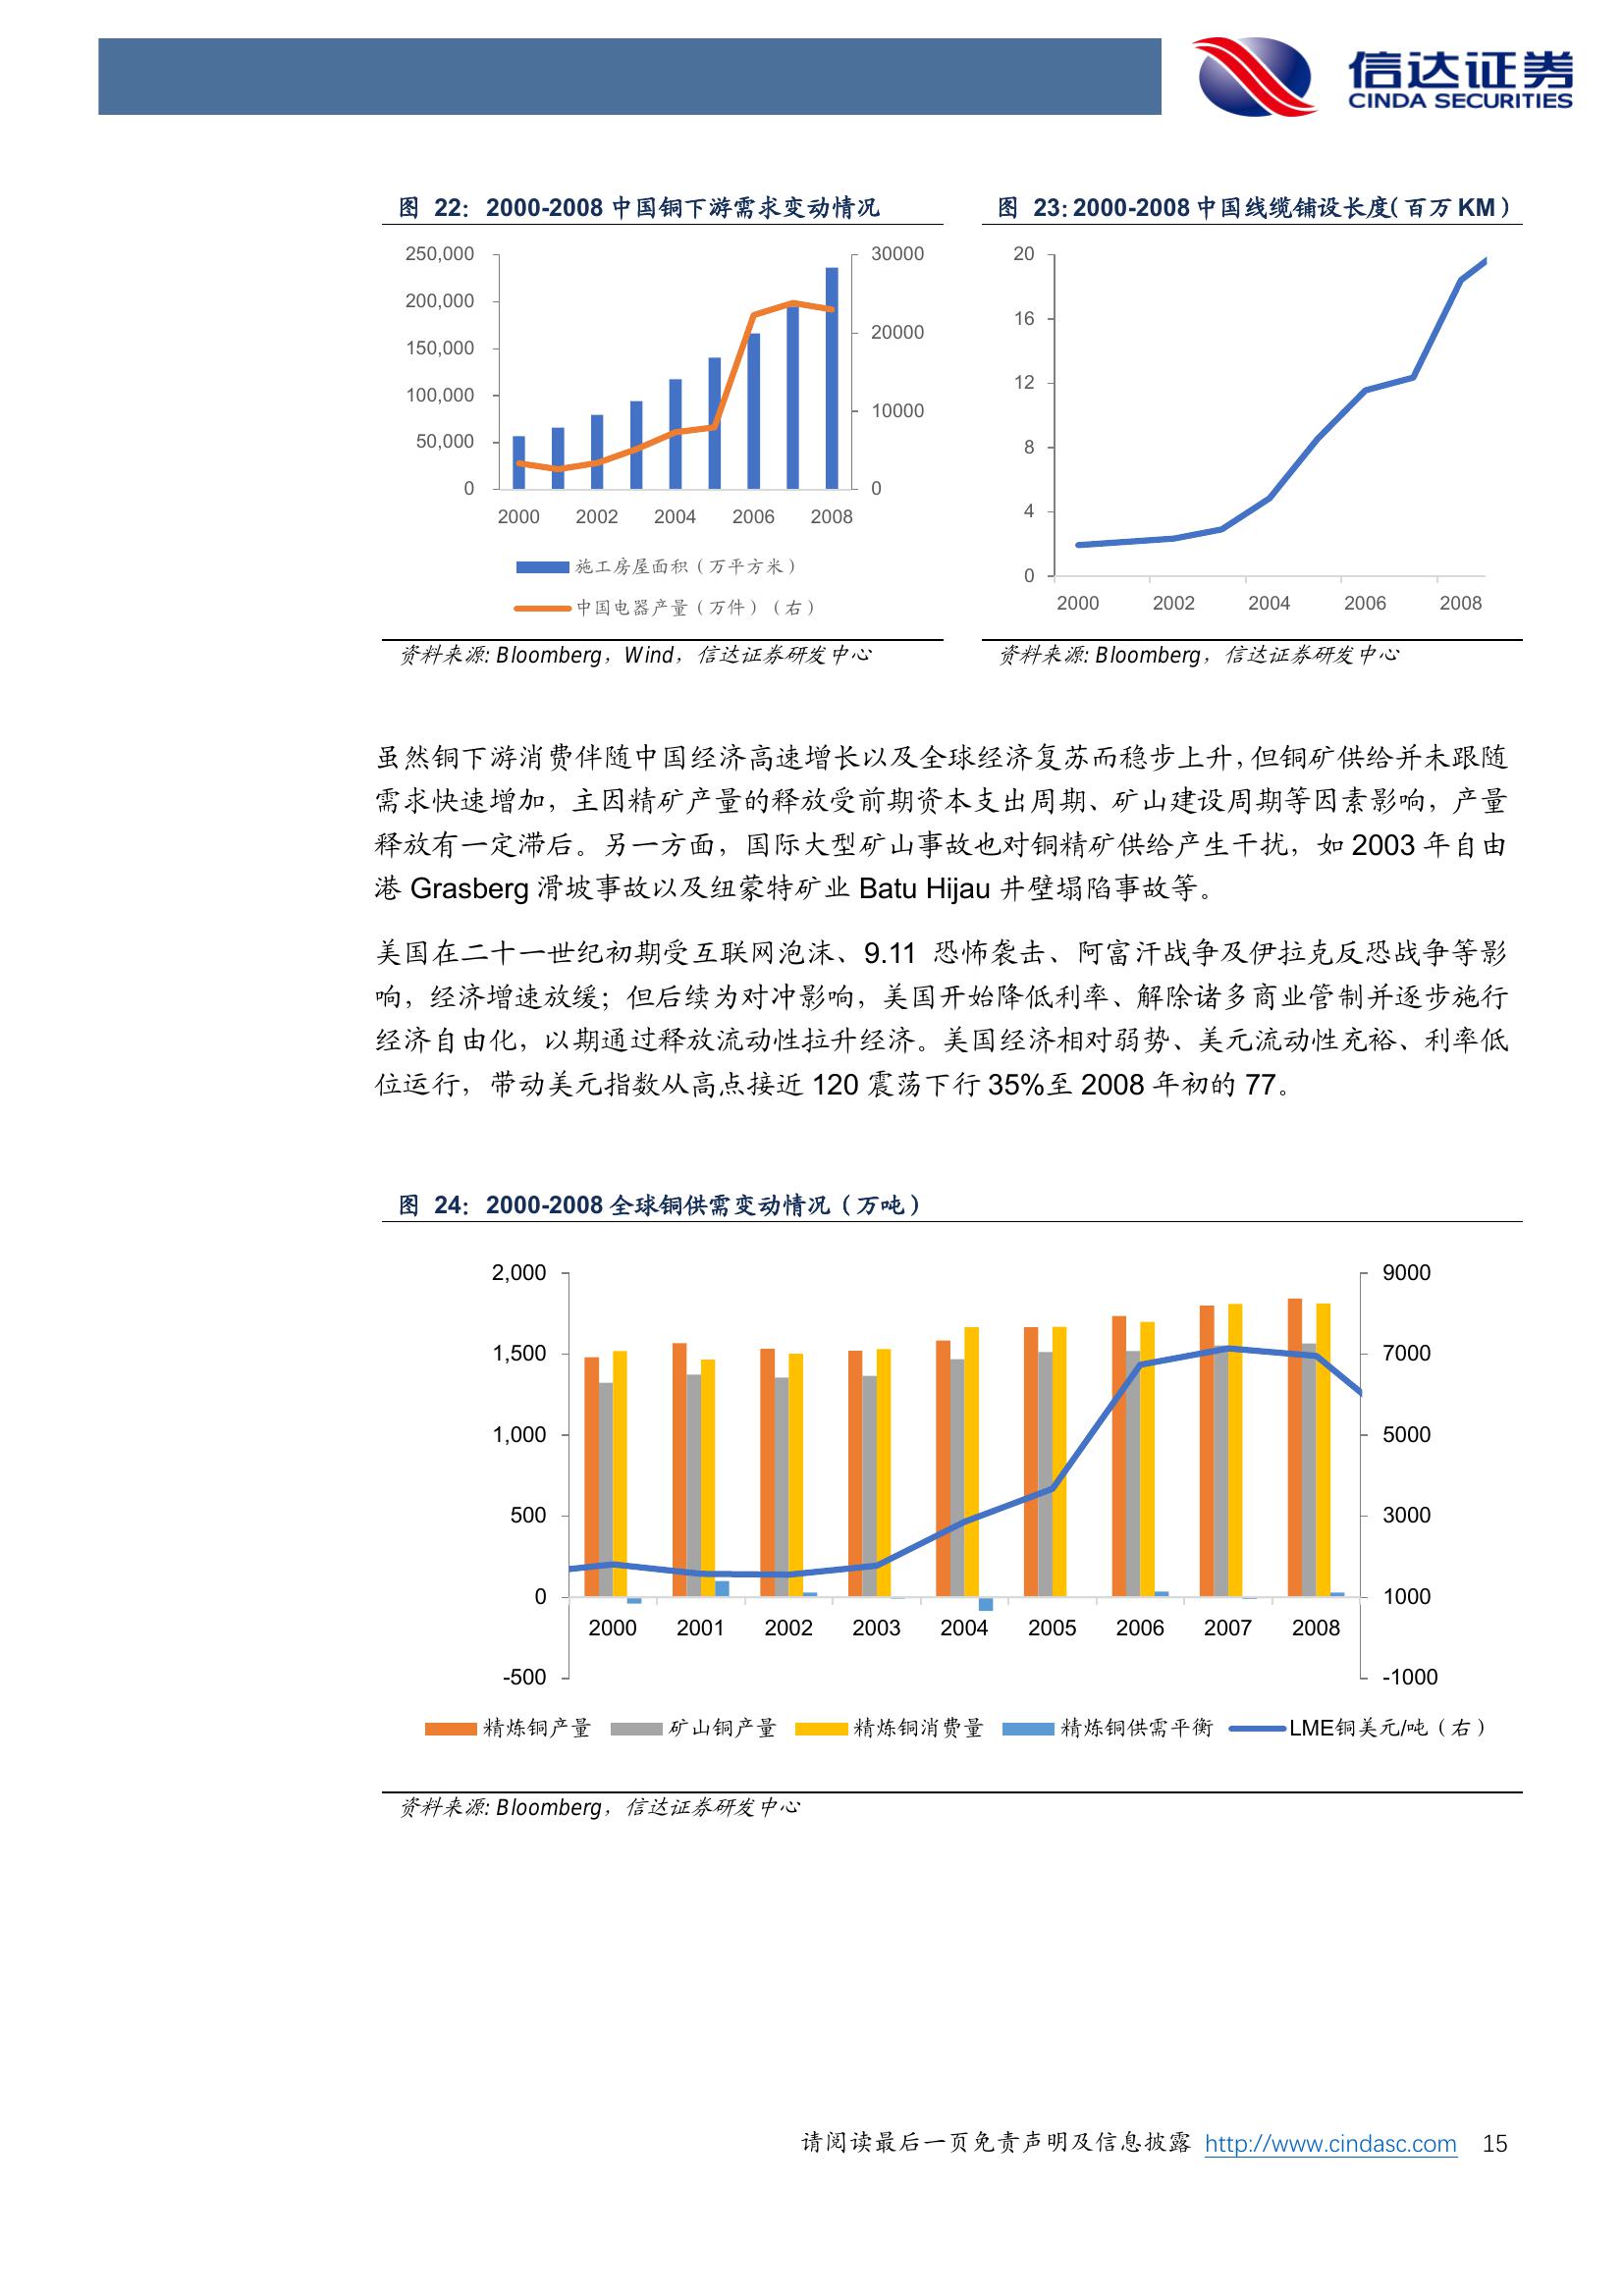 信达证券
CINDA SECURITIES
图 22： 2000-2008 中国铜下游需求变动情况
250,000
200,000
150,000
100,000
50,000
0
30000
20000
10000
0
2000 2002 2004 2006 2008
施工房屋面积（万平方米）
中国电器产量（万件）（右）
资料来源: Bloomberg，Wind，信达证券研发中心
图 23: 2000-2008 中国线缆铺设长度（百万 KM）
20
16
12
8
4
0
2000 2002 2004 2006 2008
资料来源: Bloomberg，信达证券研发中心
虽然铜下游消费伴随中国经济高速增长以及全球经济复苏而稳步上升，但铜矿供给并未跟随
需求快速增加，主因精矿产量的释放受前期资本支出周期、矿山建设周期等因素影响，产量
释放有一定滞后。另一方面，国际大型矿山事故也对铜精矿供给产生干扰，如 2003 年自由
港 Grasberg 滑坡事故以及纽蒙特矿业 Batu Hijau 井壁塌陷事故等。
美国在二十一世纪初期受互联网泡沫、9.11 恐怖袭击、阿富汗战争及伊拉克反恐战争等影
响，经济增速放缓；但后续为对冲影响，美国开始降低利率、解除诸多商业管制并逐步施行
经济自由化，以期通过释放流动性拉升经济。美国经济相对弱势、美元流动性充裕、利率低
位运行，带动美元指数从高点接近 120 震荡下行 35%至 2008 年初的 77。
图 24： 2000-2008 全球铜供需变动情况（万吨）
2,000
1,500
1,000
500
0
-500
9000
7000
5000
3000
1000
-1000
2000 2001 2002 2003 2004 2005 2006 2007 2008
精炼铜产量 矿山铜产量 精炼铜消费量 精炼铜供需平衡 LME铜美元/吨（右）
资料来源: Bloomberg，信达证券研发中心
请阅读最后一页免责声明及信息披露 http://www.cindasc.com 15